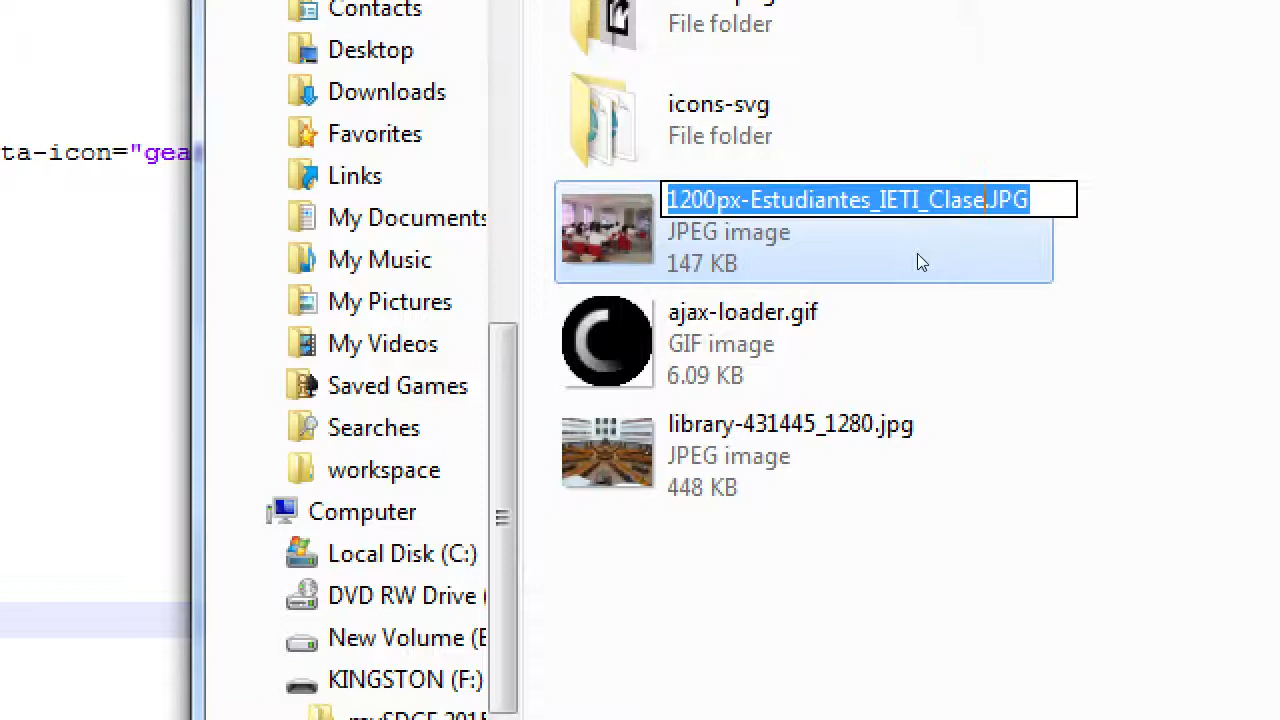 Contacts
Desktop
Downloads
Favorites
Links
My Documents
My Music
My Pictures
My Videos
Saved Games
Searches
workspace
Computer
Local Disk (C:)
DVD RW Drive (
New Volume (E
KINGSTON (F:)
ta-icon="gea
File folder
icons-svg
File folder
1200px-Estudiantes_IETI_Clase.JPG
JPEG image
147 KB
ajax-loader.gif
GIF image
6.09 KB
library-431445_1280.jpg
JPEG image
448 KB